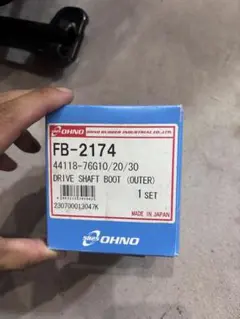 OHNO OHNO RUBBER INDUSTRIAL CO.,LTD.
FB-2174
44118-76G10/20/30
DRIVE SHAFT BOOT (OUTER)
1 SET
230700013047K
MADE IN JAPAN
OHNO